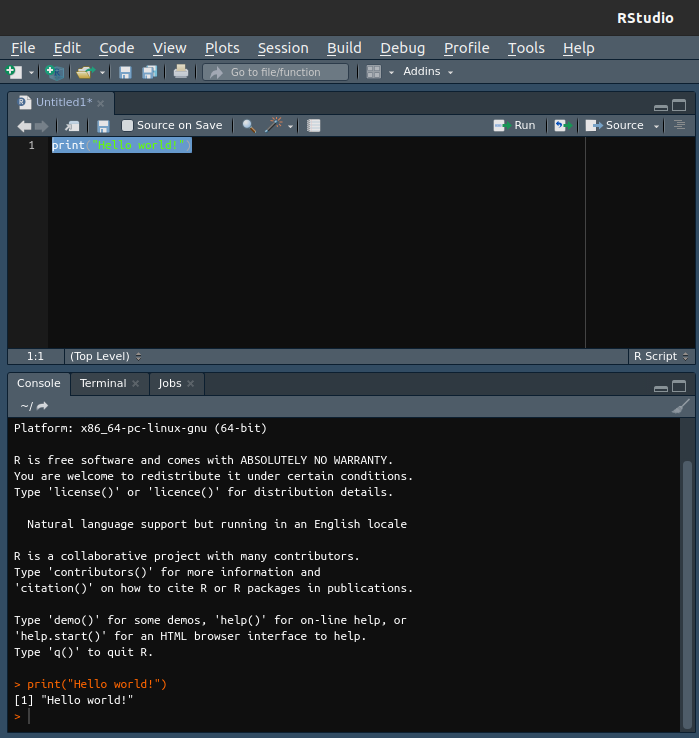 RStudio
File Edit Code View Plots Session Build Debug Profile Tools Help
Go to file/function Addins
Untitled1*
Source on Save Run Source
1 print("Hello world!")
1:1 (Top Level) R Script
Console Terminal Jobs
~/
Platform: x86_64-pc-linux-gnu (64-bit)
R is free software and comes with ABSOLUTELY NO WARRANTY.
You are welcome to redistribute it under certain conditions.
Type 'license()' or 'licence()' for distribution details.
Natural language support but running in an English locale
R is a collaborative project with many contributors.
Type 'contributors()' for more information and
'citation()' on how to cite R or R packages in publications.
Type 'demo()' for some demos, 'help()' for on-line help, or
'help.start()' for an HTML browser interface to help.
Type 'q()' to quit R.
> print("Hello world!")
[1] "Hello world!"
>